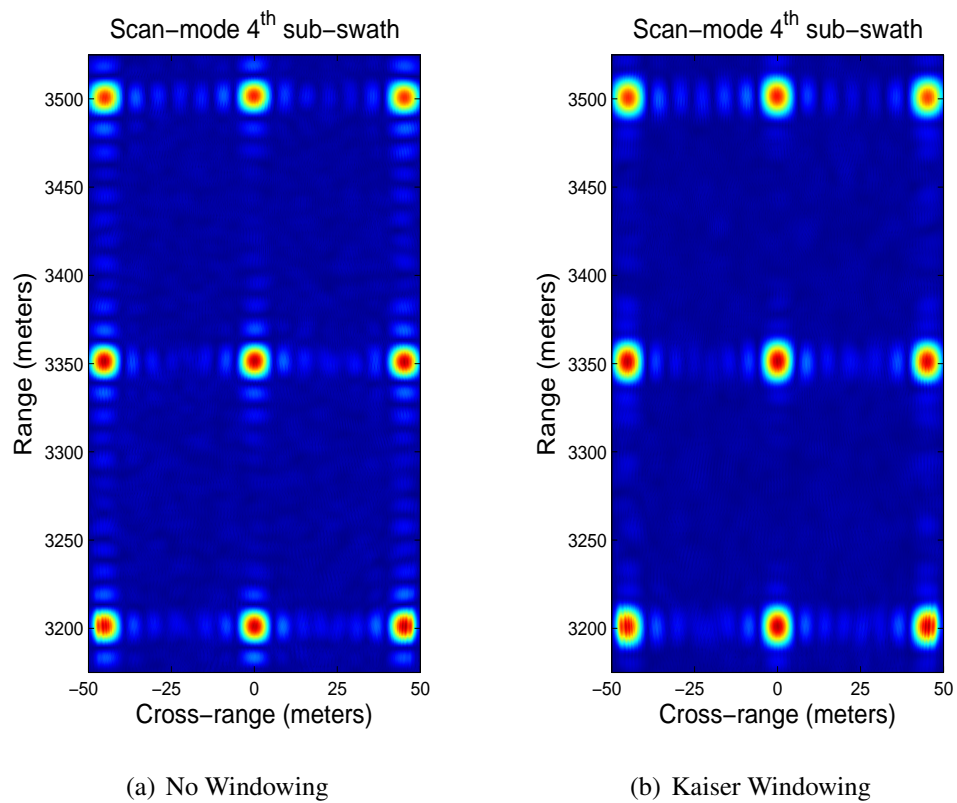 Scan−mode 4th sub−swath
3500
3450
3400
3350
3300
3250
3200
Range (meters)
−50 −25 0 25 50
Cross−range (meters)
(a) No Windowing
Scan−mode 4th sub−swath
3500
3450
3400
3350
3300
3250
3200
Range (meters)
−50 −25 0 25 50
Cross−range (meters)
(b) Kaiser Windowing